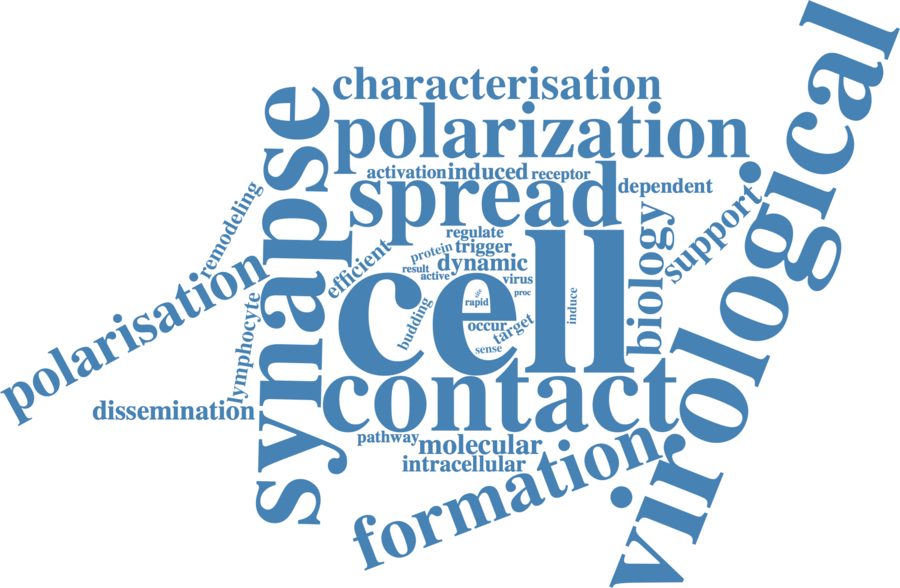 characterisation
polarization
activation
induced
receptor
spread
dependent
virological
synapse
remodeling
polarisation
lymphocyte
dissemination
efficient
regulate
protein
trigger
result
active
dynamic
virus
proc
rapid
budding
occur
target
sense
induce
cell
biology
support
contact
pathway
molecular
intracellular
formation